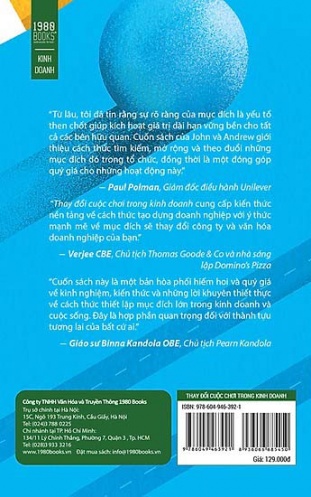 1980
BOOKS
KINH
DOANH
"Từ lâu, tôi đã tin rằng sự rõ ràng của mục đích là yếu tố
then chốt giúp kích hoạt giá trị dài hạn vững bền cho tất
cả các bên hữu quan. Cuốn sách của John và Andrew giới
thiệu cách thức tìm kiếm, mở rộng và theo đuổi những
mục đích đó trong tổ chức, đồng thời là một đóng góp
quý giá cho những hoạt động này."
— Paul Polman, Giám đốc điều hành Unilever
"Thay đổi cuộc chơi trong kinh doanh cung cấp kiến thức
nền tảng về cách thức tạo dựng doanh nghiệp với ý thức
mạnh mẽ về mục đích sẽ thay đổi công ty và văn hóa
doanh nghiệp của bạn."
— Verjee CBE, Chủ tịch Thomas Goode & Co và nhà sáng
lập Domino's Pizza
"Cuốn sách này là một bản hòa phối hiếm hoi và quý giá
về kinh nghiệm, kiến thức và những lời khuyên thiết thực
về cách thức thiết lập mục đích lớn trong kinh doanh và
cuộc sống. Đây là hợp phần quan trọng đối với thành tựu
tương lai của bất cứ ai."
— Giáo sư Binna Kandola OBE, Chủ tịch Pearn Kandola
Công ty TNHH Văn Hóa và Truyền Thông 1980 Books
Trụ sở chính tại Hà Nội:
15C, Ngõ 193 Trung Kính, Cầu Giấy, Hà Nội
Tel: (024)3 788 0225
Chi nhánh tại TP. Hồ Chí Minh:
134/11 Lý Chính Thắng, Phường 7, Quận 3, Tp. HCM
Tel: (028)3 933 3216
www.1980books.vn Đặt mua sách: info@1980books.vn
THAY ĐỔI CUỘC CHƠI TRONG KINH DOANH
ISBN: 978-604-946-392-1
9 786049 463921
8 938069 685450
Giá: 129.000đ